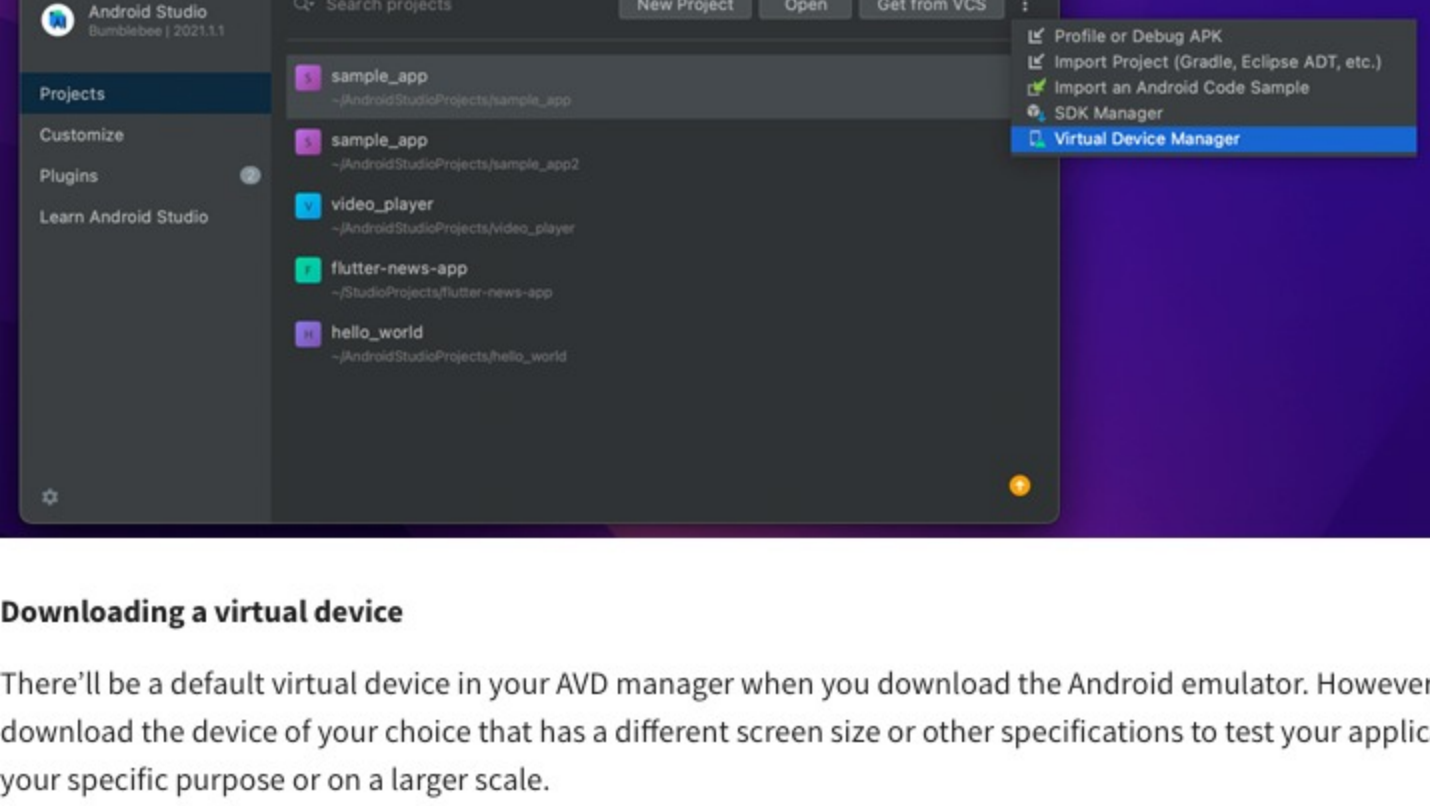 Android Studio
Bumblebee | 2021.1.1
Search projects
New Project
Open
Get from VCS
Projects
Customize
Plugins
2
Learn Android Studio
S
sample_app
~/AndroidStudioProjects/sample_app
S
sample_app
~/AndroidStudioProjects/sample_app2
V
video_player
~/AndroidStudioProjects/video_player
F
flutter-news-app
~/StudioProjects/flutter-news-app
H
hello_world
~/AndroidStudioProjects/hello_world
Profile or Debug APK
Import Project (Gradle, Eclipse ADT, etc.)
Import an Android Code Sample
SDK Manager
Virtual Device Manager
Downloading a virtual device
There’ll be a default virtual device in your AVD manager when you download the Android emulator. However
download the device of your choice that has a different screen size or other specifications to test your applic
your specific purpose or on a larger scale.